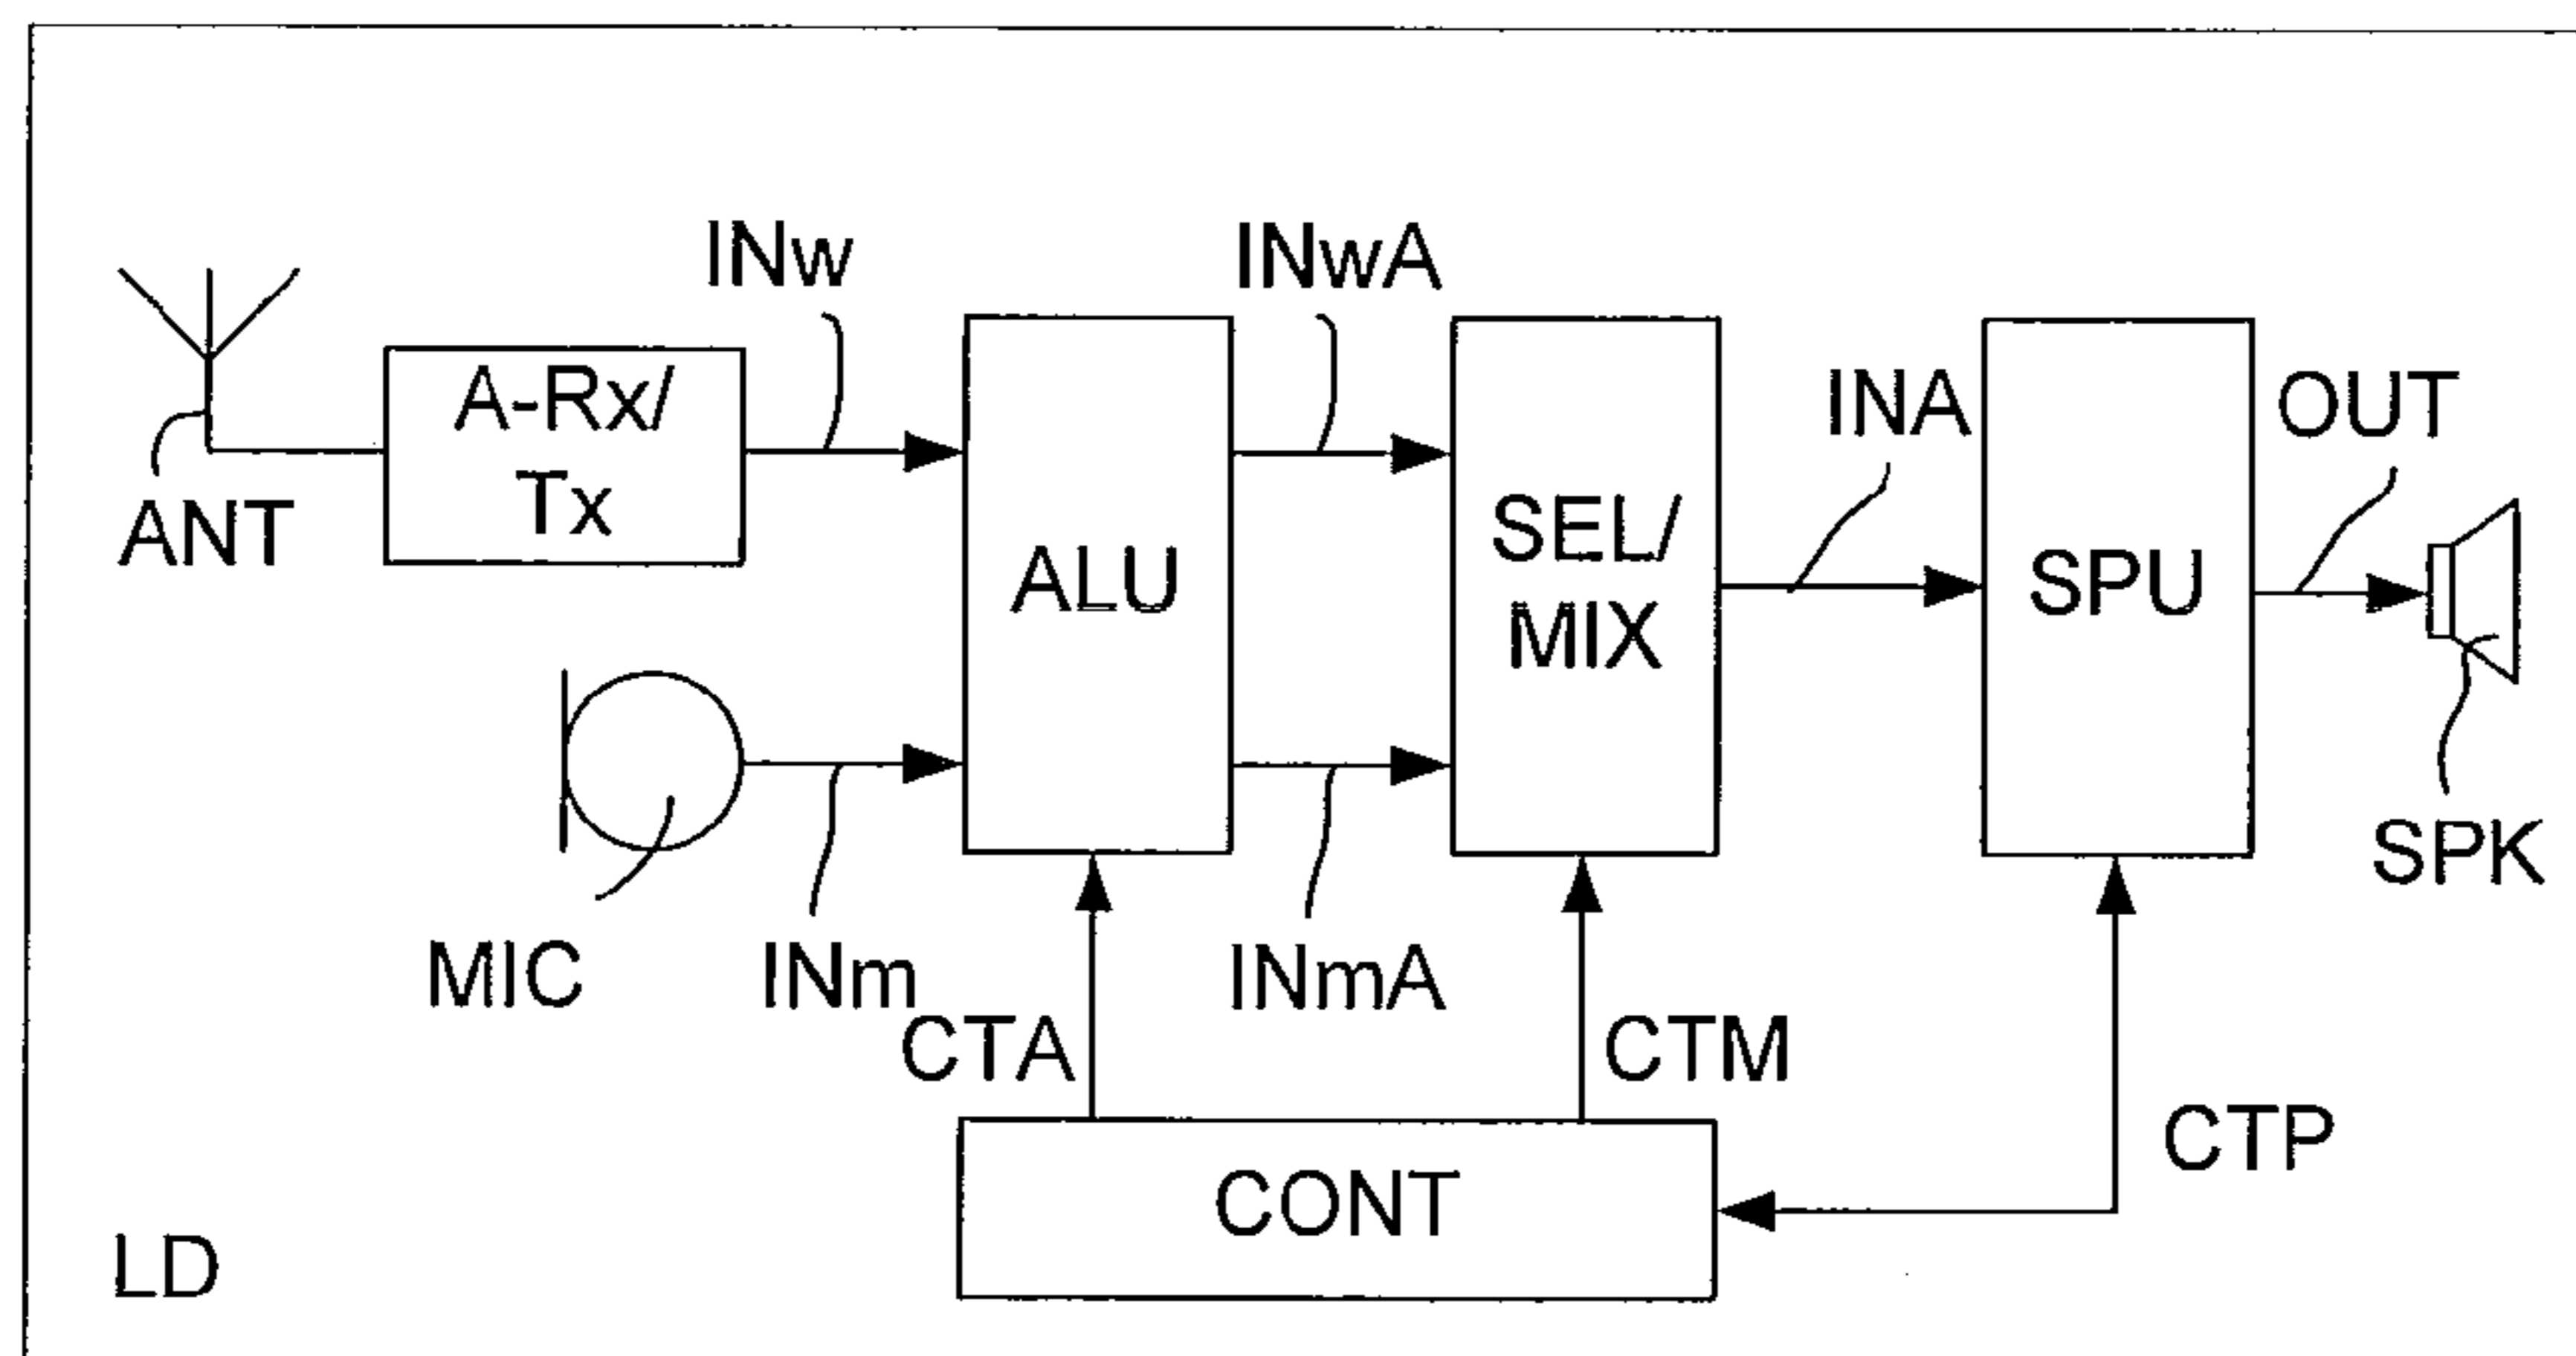 INw
INwA
A-Rx/
Tx
INA
OUT
ANT
ALU
SEL/
MIX
SPU
SPK
MIC
INm
INmA
CTA
CTM
CTP
CONT
LD